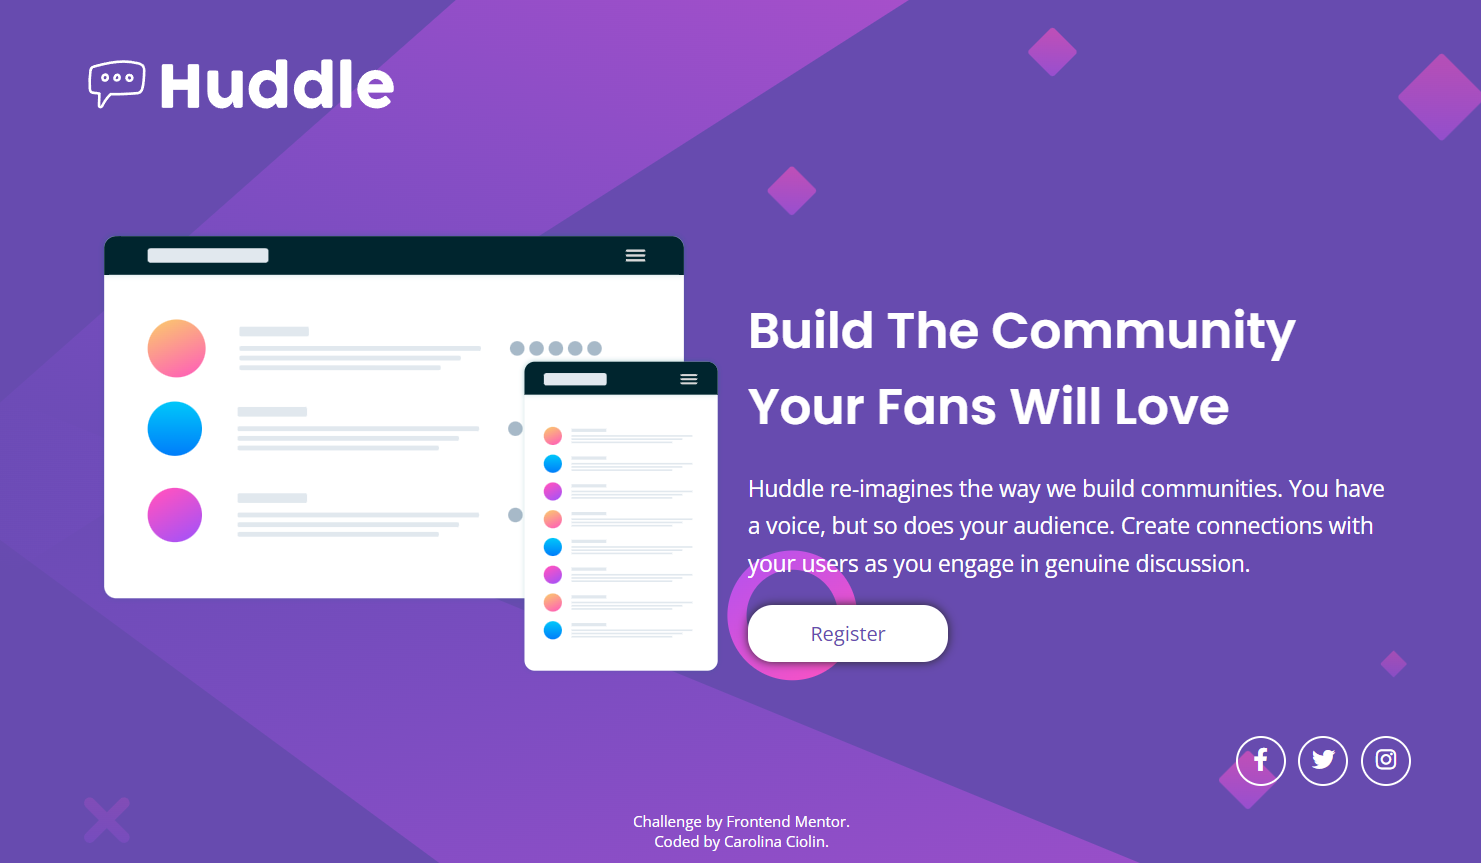 Huddle
Build The Community
Your Fans Will Love
Huddle re-imagines the way we build communities. You have
a voice, but so does your audience. Create connections with
your users as you engage in genuine discussion.
Register
Challenge by Frontend Mentor.
Coded by Carolina Ciolin.